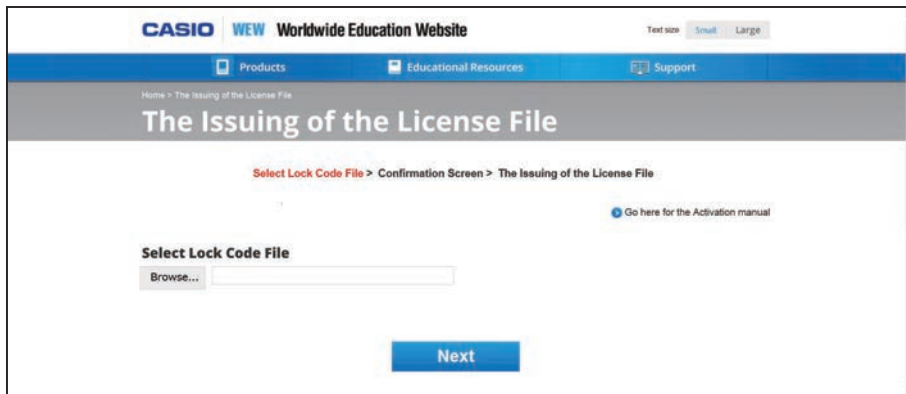 CASIO WEW Worldwide Education Website Text size Small Large
Products Educational Resources Support
Home > The Issuing of the License File
The Issuing of the License File
Select Lock Code File > Confirmation Screen > The Issuing of the License File
Go here for the Activation manual
Select Lock Code File
Browse...
Next